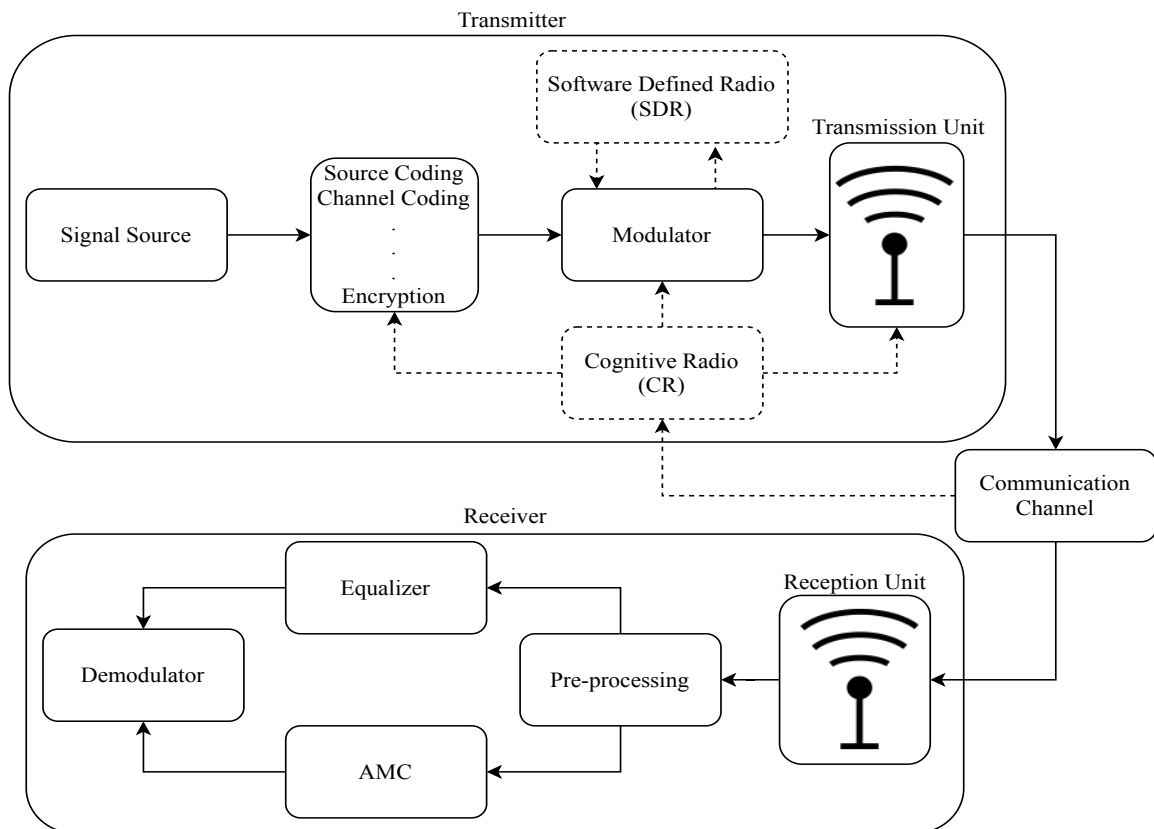 Transmitter
Software Defined Radio
(SDR)
Transmission Unit
Signal Source
Source Coding
Channel Coding
.
.
.
Encryption
Modulator
Cognitive Radio
(CR)
Communication
Channel
Receiver
Equalizer
Reception Unit
Demodulator
Pre-processing
AMC